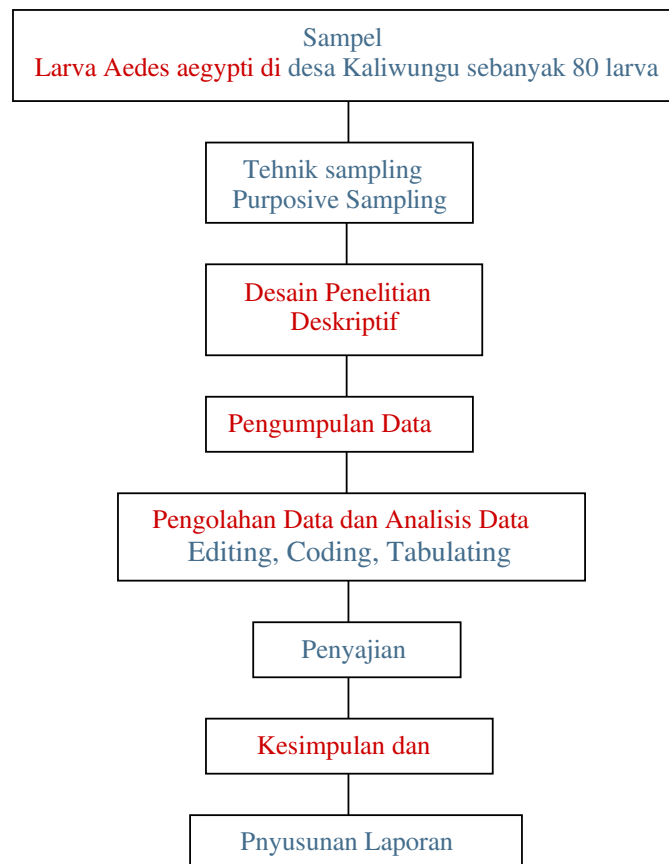 Sampel
Larva Aedes aegypti di desa Kaliwungu sebanyak 80 larva
Tehnik sampling
Purposive Sampling
Desain Penelitian
Deskriptif
Pengumpulan Data
Pengolahan Data dan Analisis Data
Editing, Coding, Tabulating
Penyajian
Kesimpulan dan
Pnyusunan Laporan